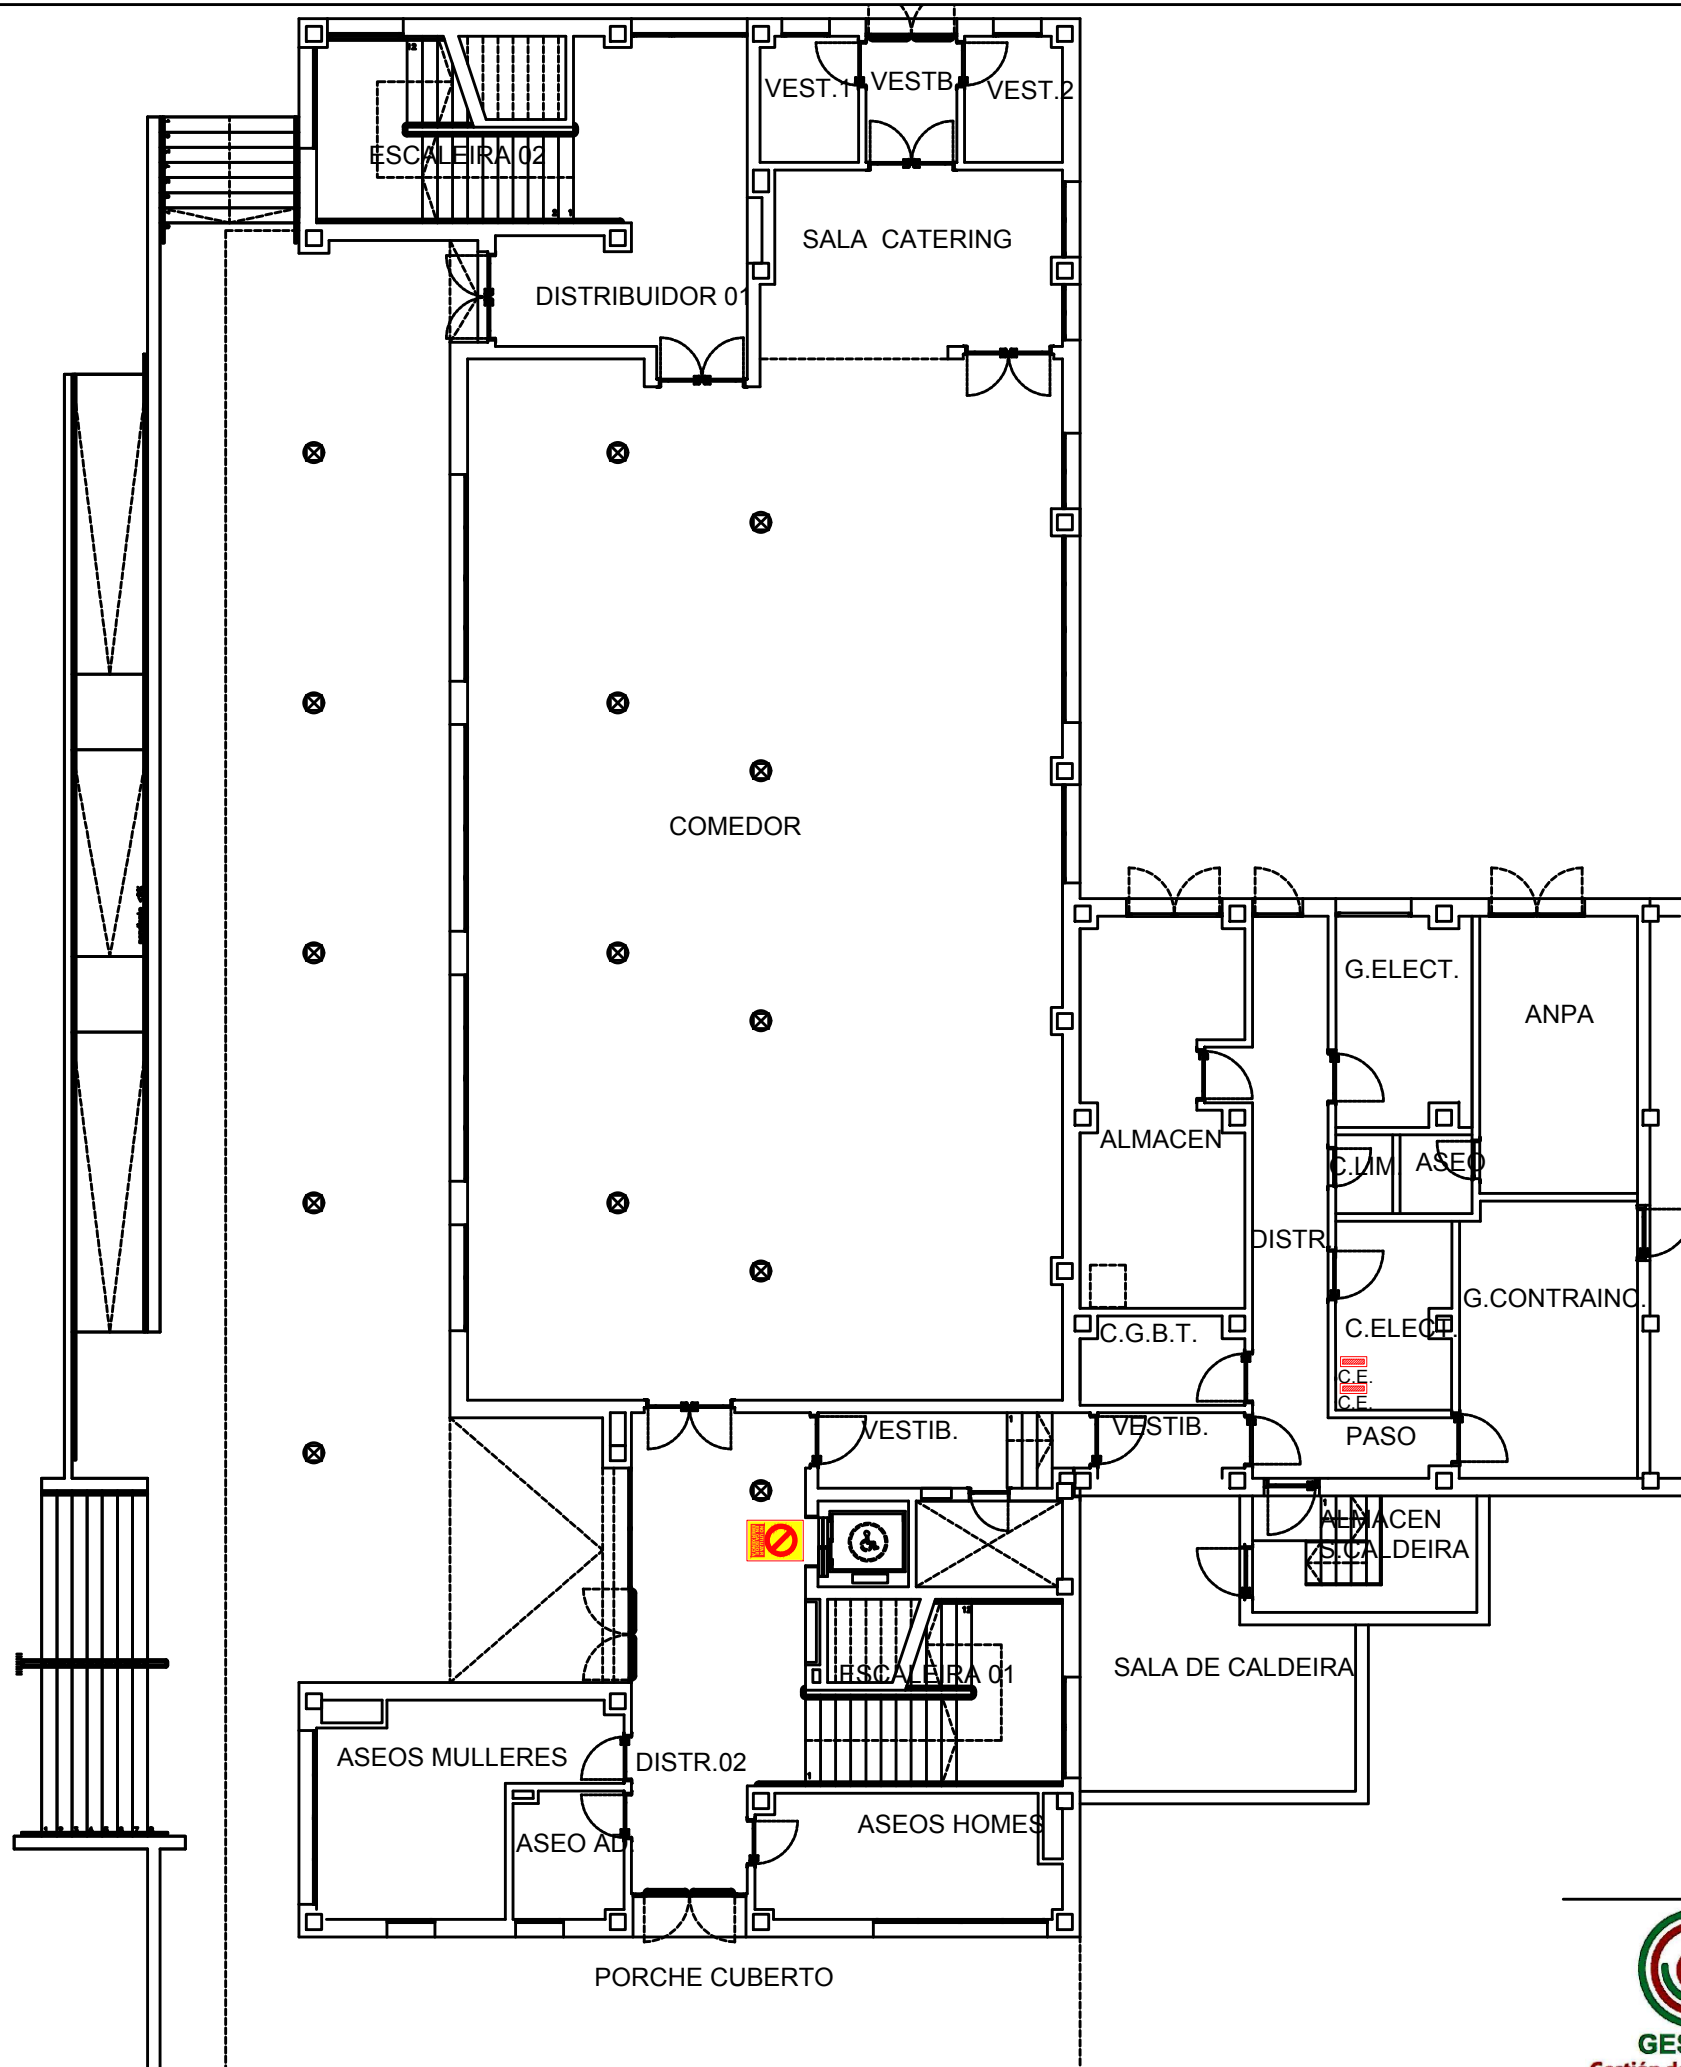 VEST.1
VESTB.
VEST.2
ESCALEIRA 02
SALA CATERING
DISTRIBUIDOR 01
COMEDOR
G.ELECT.
ANPA
ALMACEN
C.LIM.
ASEO
DISTR.
G.CONTRAINC.
C.G.B.T.
C.ELECT.
C.E.
C.E.
VESTIB.
VESTIB.
PASO
ALMACEN
S.CALDEIRA
ESCALEIRA 01
SALA DE CALDEIRA
ASEOS MULLERES
DISTR.02
ASEO AD.
ASEOS HOMES
PORCHE CUBERTO